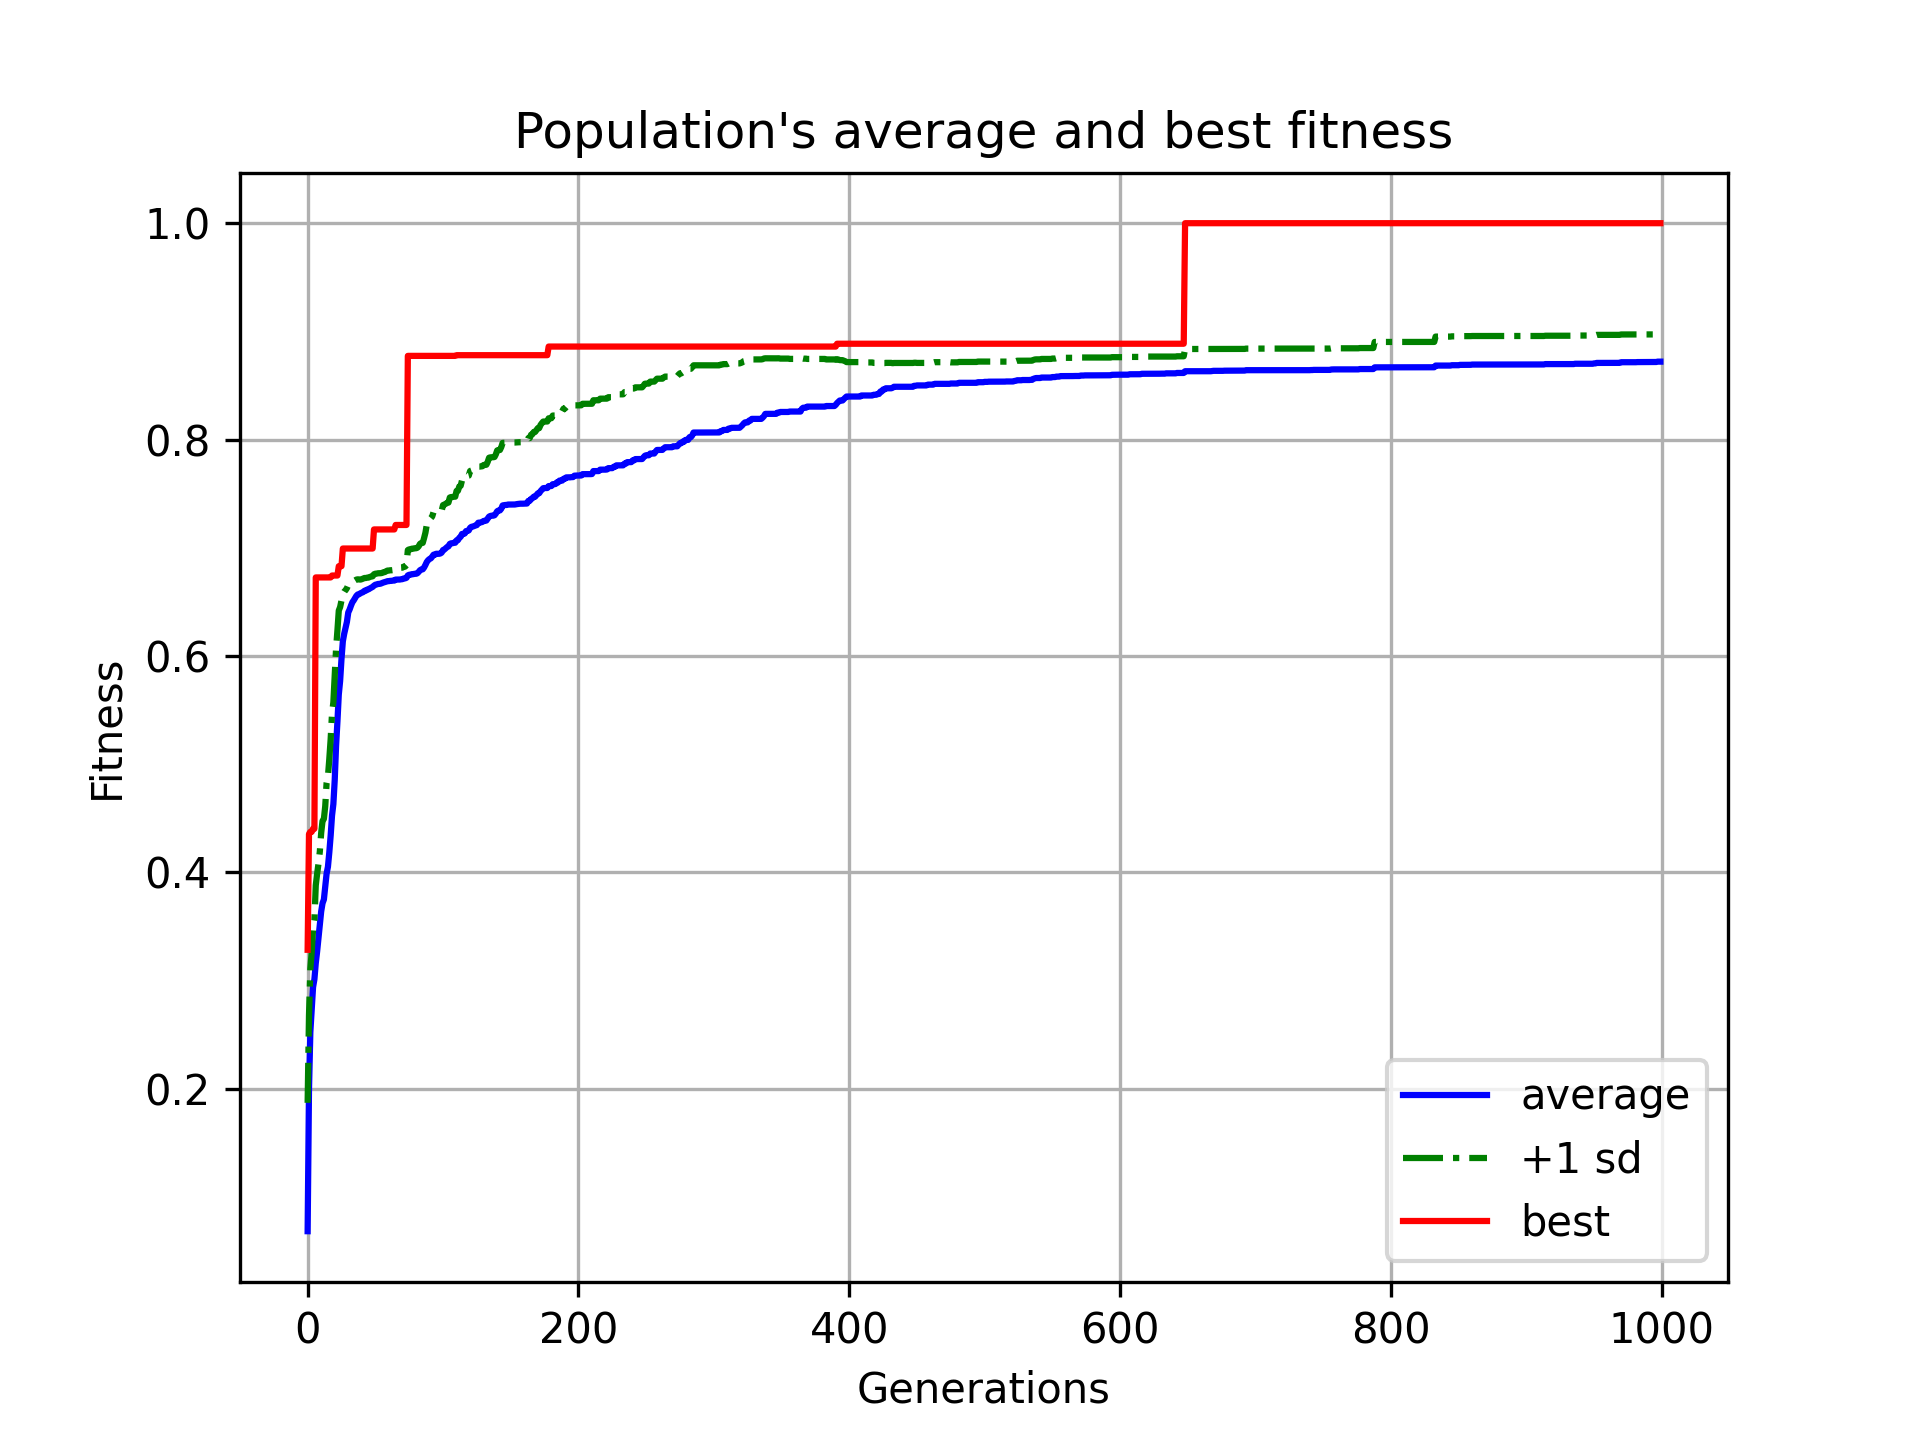 Population's average and best fitness
1.0
0.8
0.6
0.4
0.2
Fitness
average
+1 sd
best
0 200 400 600 800 1000
Generations